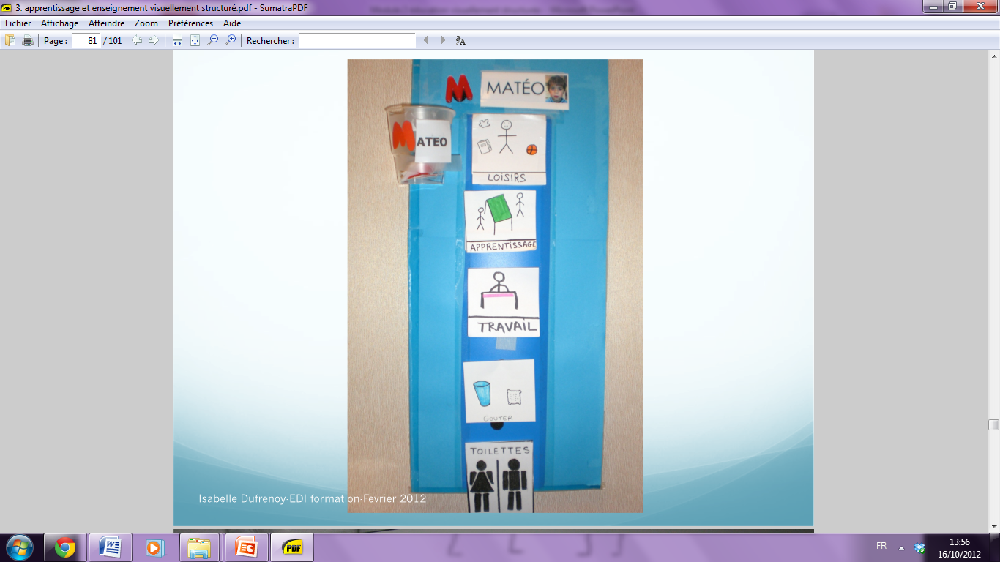 3. apprentissage et enseignement visuellement structuré.pdf - SumatraPDF
Fichier Affichage Atteindre Zoom Préférences Aide
Page : 81 / 101 Rechercher :
M MATÉO
M ATEO
LOISIRS
APPRENTISSAGE
TRAVAIL
GOUTER
TOILETTES
Isabelle Dufrenoy-EDI formation-Fevrier 2012
FR
13:56
16/10/2012